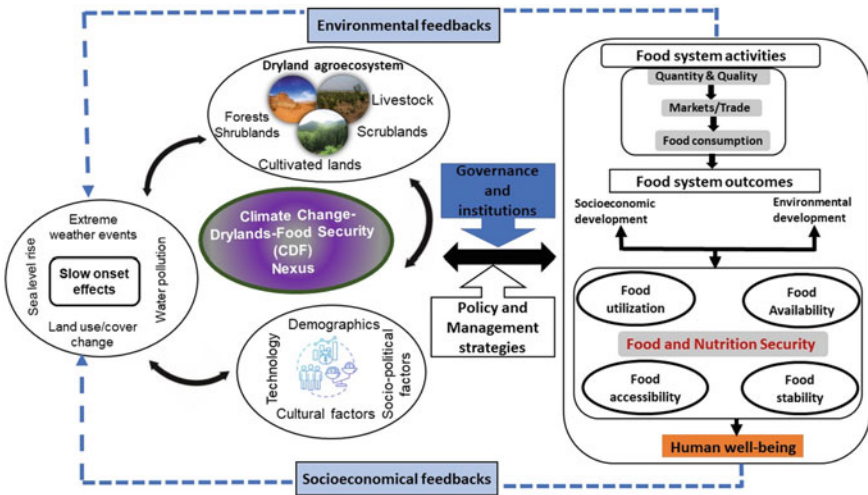 Environmental feedbacks
Dryland agroecosystem
Livestock
Forests
Shrublands
Scrublands
Cultivated lands
Climate Change-
Drylands-Food Security
(CDF)
Nexus
Extreme
weather events
Sea level rise
Slow onset
effects
Water pollution
Land use/cover
change
Demographics
Technology
Socio-political
factors
Cultural factors
Governance
and
institutions
Policy and
Management
strategies
Food system activities
Quantity & Quality
Markets/Trade
Food consumption
Food system outcomes
Socioeconomic
development
Environmental
development
Food
utilization
Food
Availability
Food and Nutrition Security
Food
accessibility
Food
stability
Human well-being
Socioeconomical feedbacks